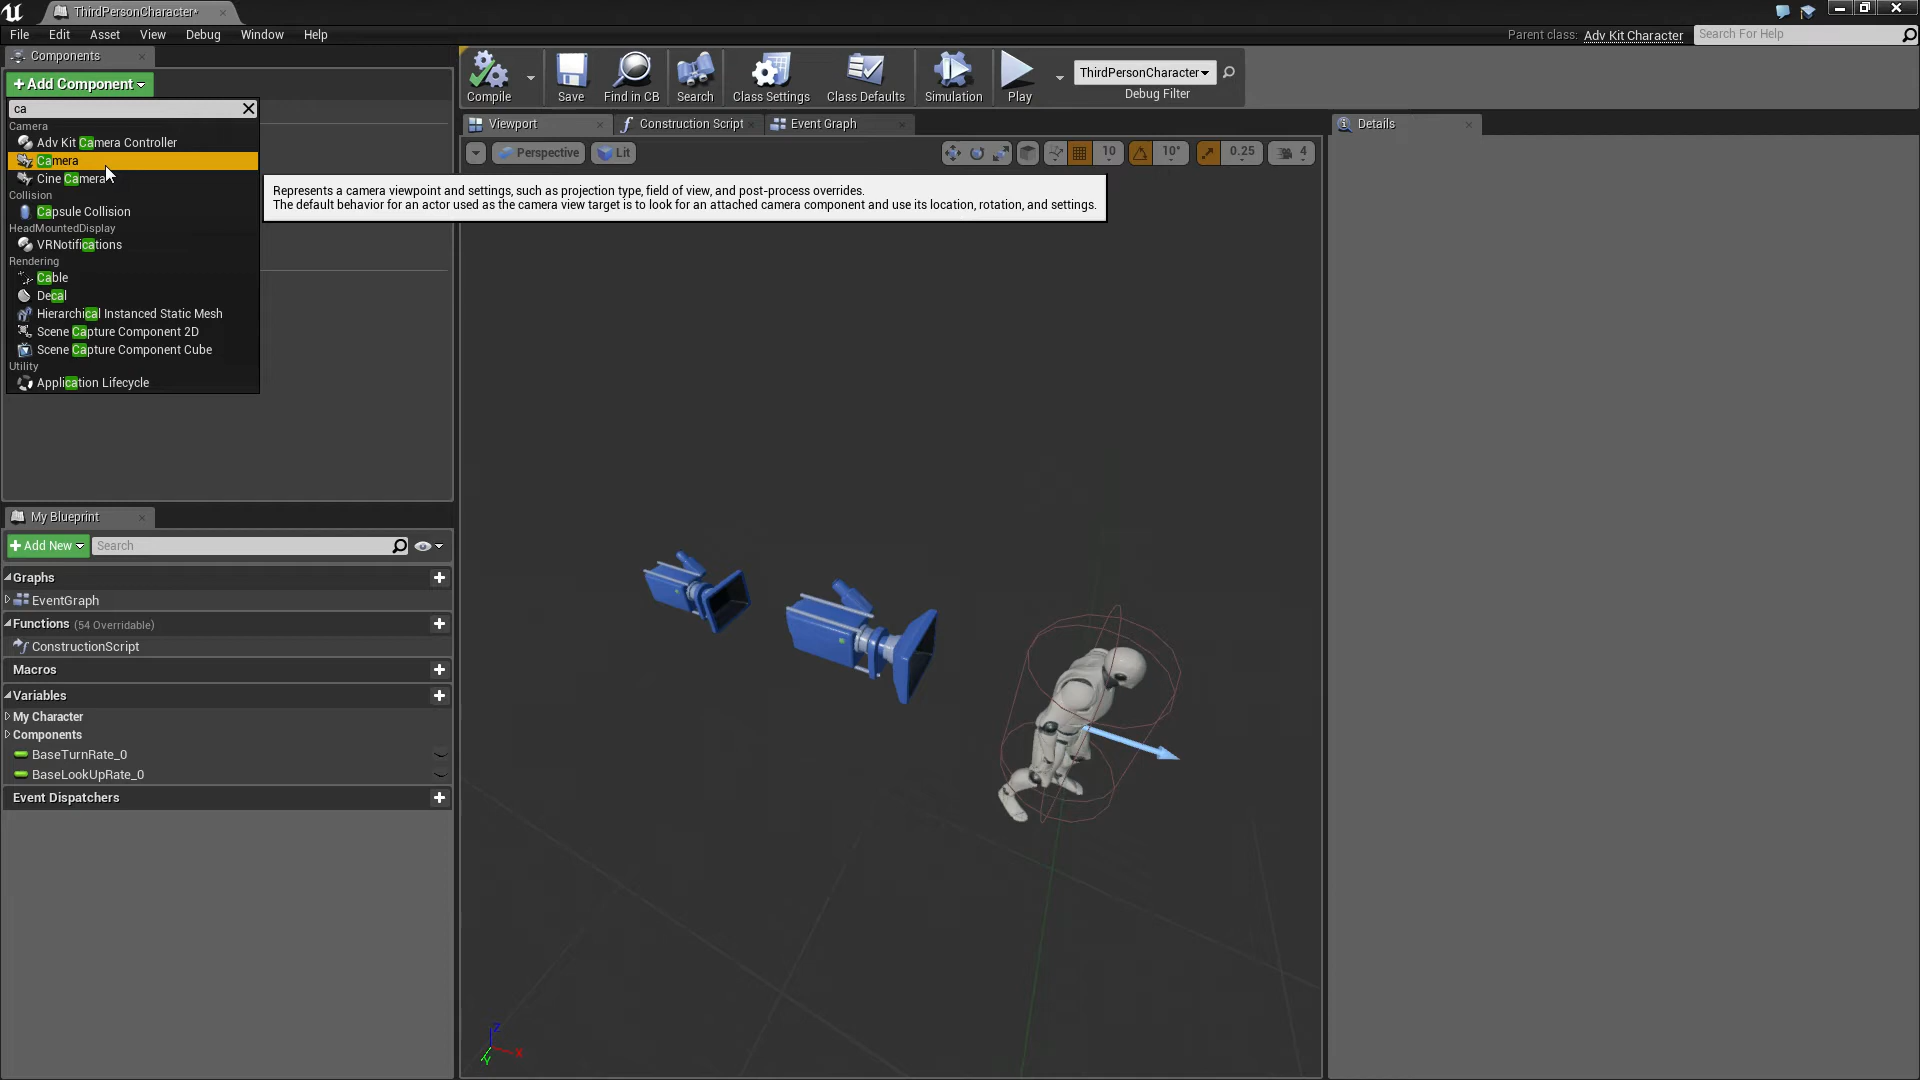 ThirdPersonCharacter*
File Edit Asset View Debug Window Help
Parent class: Adv Kit Character Search For Help
Components
+Add Component
ca
Camera
Adv Kit Camera Controller
Camera
Cine Camera
Collision
Capsule Collision
HeadMountedDisplay
VRNotifications
Rendering
Cable
Decal
Hierarchical Instanced Static Mesh
Scene Capture Component 2D
Scene Capture Component Cube
Utility
Application Lifecycle
Represents a camera viewpoint and settings, such as projection type, field of view, and post-process overrides.
The default behavior for an actor used as the camera view target is to look for an attached camera component and use its location, rotation, and settings.
Compile Save Find in CB Search Class Settings Class Defaults Simulation Play
ThirdPersonCharacter
Debug Filter
Viewport Construction Script Event Graph
Perspective Lit 10 10° 0.25 4
Details
My Blueprint
+Add New Search
Graphs
EventGraph
Functions (54 Overridable)
ConstructionScript
Macros
Variables
My Character
Components
BaseTurnRate_0
BaseLookUpRate_0
Event Dispatchers
Z
X
Y